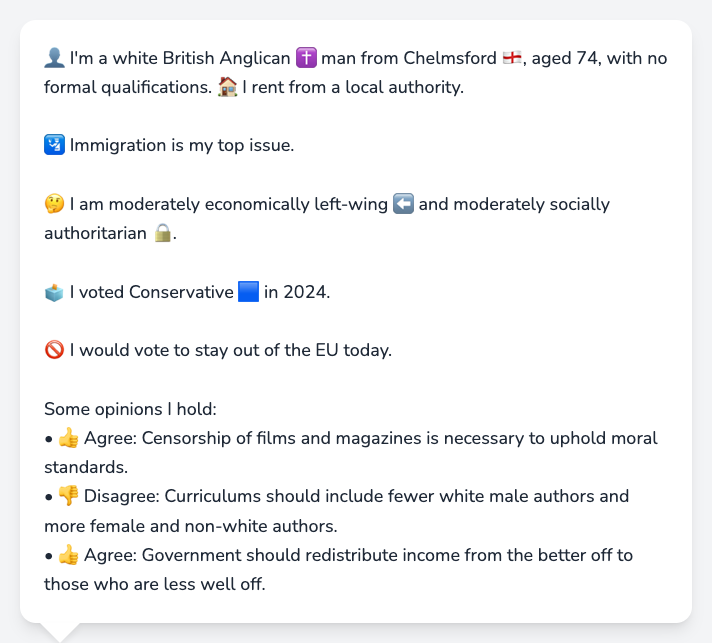 👤 I'm a white British Anglican ✝️ man from Chelmsford 🏴󠁧󠁢󠁥󠁮󠁧󠁿, aged 74, with no
formal qualifications. 🏠 I rent from a local authority.
🛂 Immigration is my top issue.
🤔 I am moderately economically left-wing ⬅️ and moderately socially
authoritarian 🔒.
🗳️ I voted Conservative 🟦 in 2024.
🚫 I would vote to stay out of the EU today.
Some opinions I hold:
• 👍 Agree: Censorship of films and magazines is necessary to uphold moral
standards.
• 👎 Disagree: Curriculums should include fewer white male authors and
more female and non-white authors.
• 👍 Agree: Government should redistribute income from the better off to
those who are less well off.